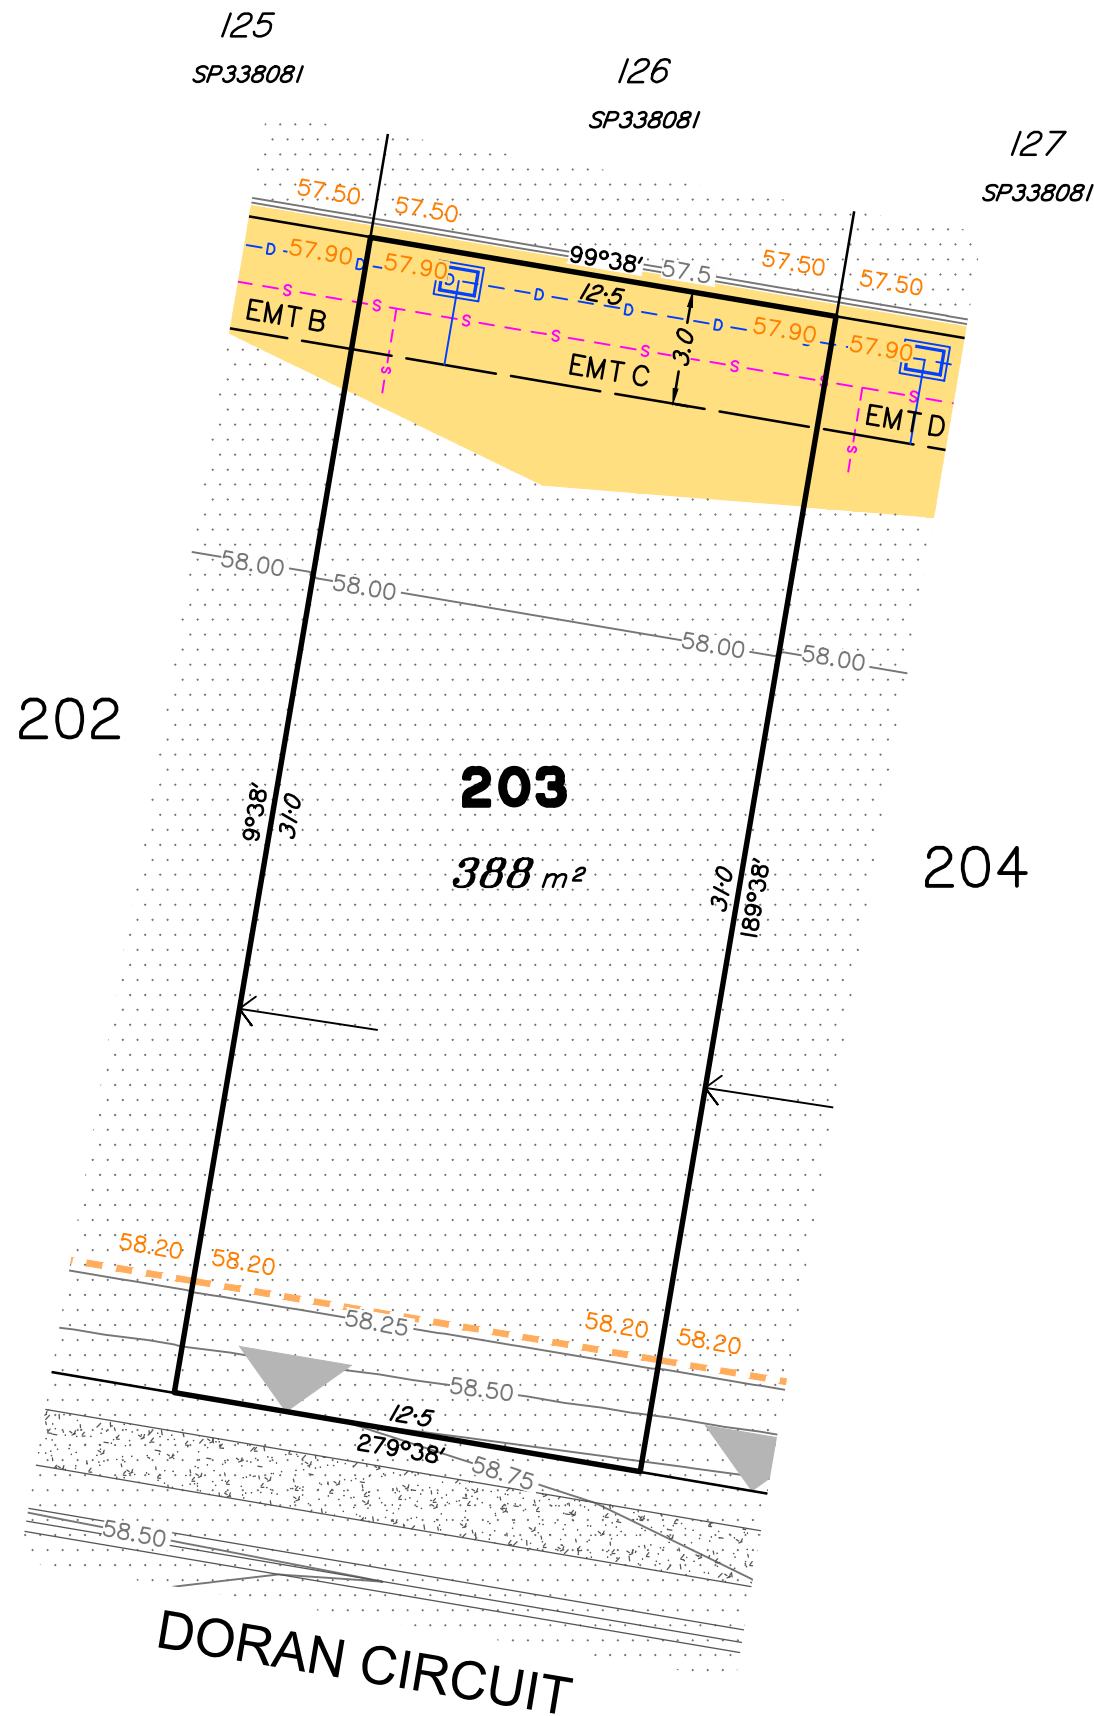 125
SP338081
126
SP338081
127
SP338081
57.50
57.50
99°38'
57.5
57.50
57.50
D
57.90
D
57.90
D
12·5
D
D
D
57.90
57.90
S
S
S
S
S
S
S
S
EMT B
EMT C
3.0
EMT D
S
S
58.00
58.00
58.00
58.00
202
203
388 m²
204
9°38'
31·0
31·0
189°38'
58.20
58.20
58.25
58.20
58.20
58.50
12·5
279°38'
58.75
58.50
DORAN CIRCUIT